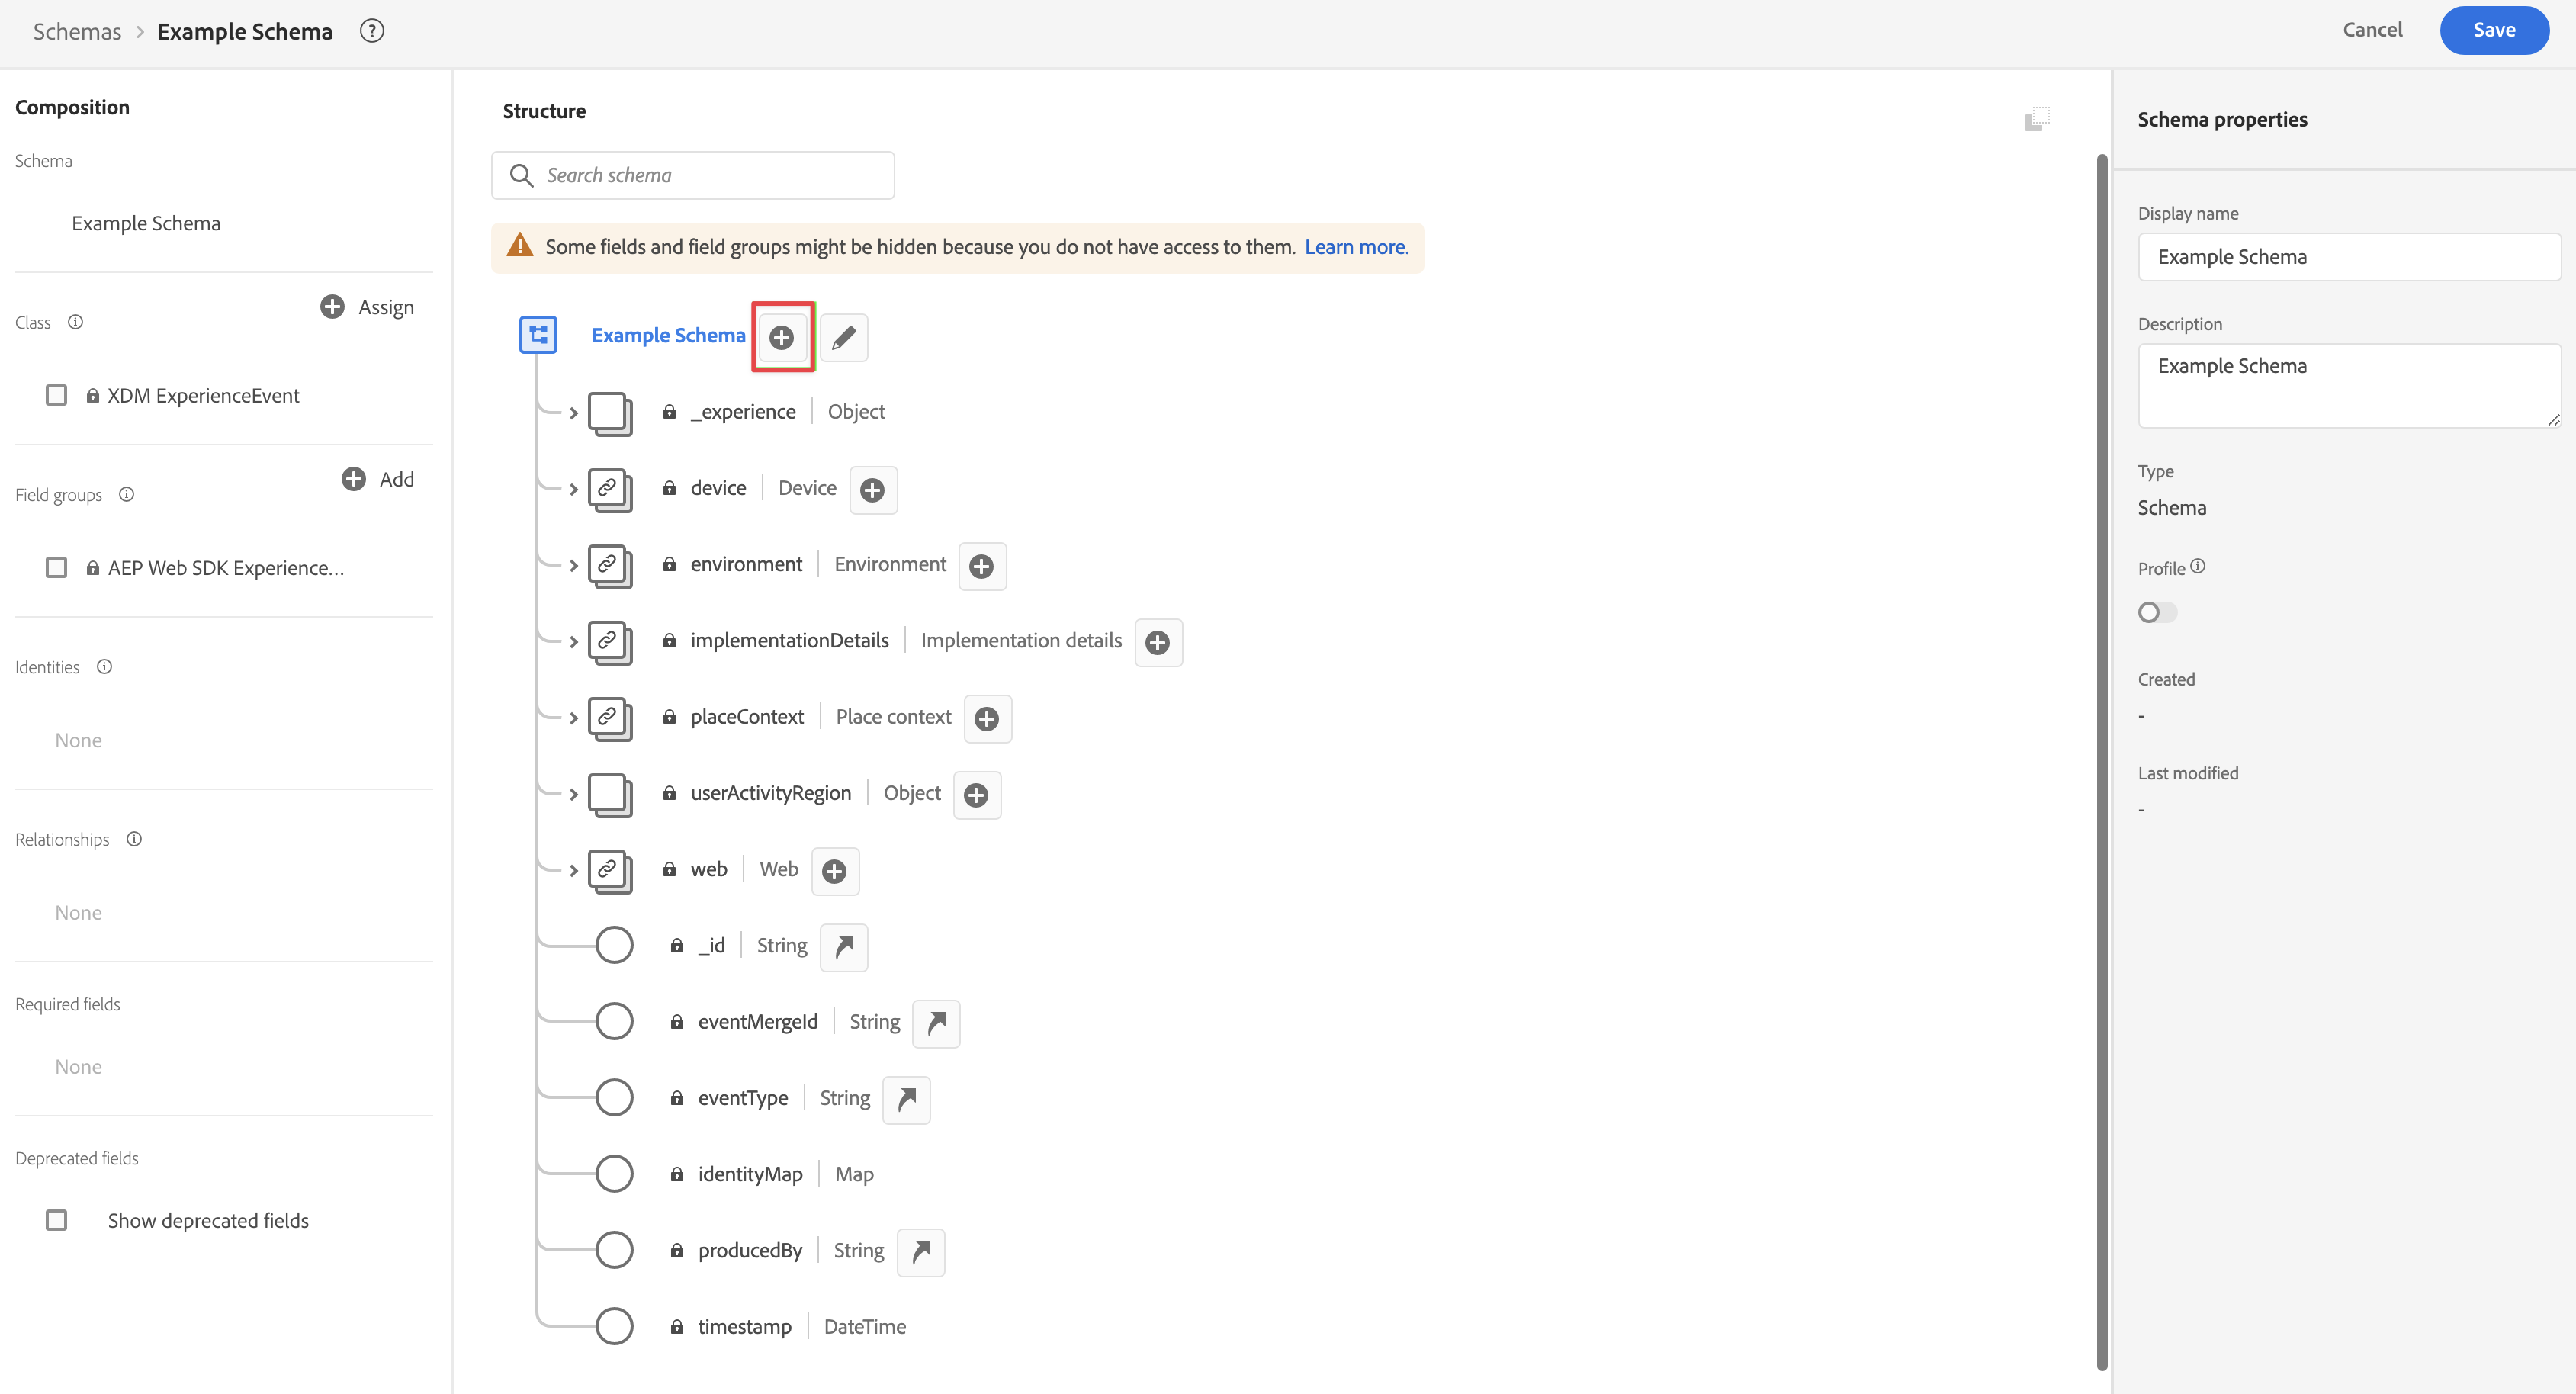 Schemas > Example Schema ?
Cancel
Save
Composition
Schema
Example Schema
Class
Assign
XDM ExperienceEvent
Field groups
Add
AEP Web SDK Experience...
Identities
None
Relationships
None
Required fields
None
Deprecated fields
Show deprecated fields
Structure
Search schema
Some fields and field groups might be hidden because you do not have access to them. Learn more.
Example Schema
_experience | Object
device | Device
environment | Environment
implementationDetails | Implementation details
placeContext | Place context
userActivityRegion | Object
web | Web
_id | String
eventMergeId | String
eventType | String
identityMap | Map
producedBy | String
timestamp | DateTime
Schema properties
Display name
Example Schema
Description
Example Schema
Type
Schema
Profile
Created
-
Last modified
-